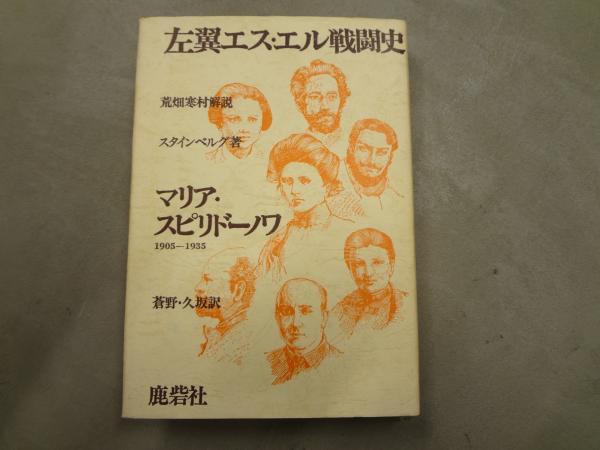 左翼エス・エル戦闘史
荒畑寒村解説
スタインベルグ著
マリア・
スピリドーノワ
1905—1935
蒼野・久坂訳
鹿砦社